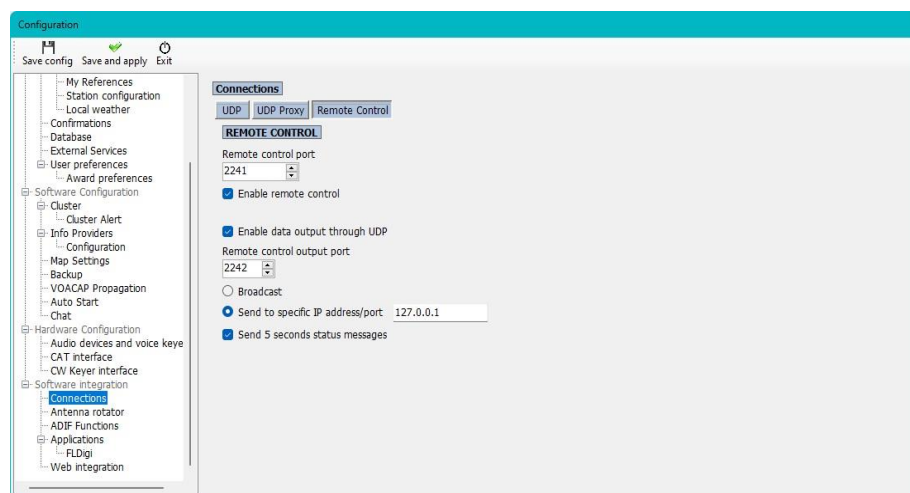 Configuration
Save config Save and apply Exit
My References
Station configuration
Local weather
Confirmations
Database
External Services
User preferences
Award preferences
Software Configuration
Cluster
Cluster Alert
Info Providers
Configuration
Map Settings
Backup
VOACAP Propagation
Auto Start
Chat
Hardware Configuration
Audio devices and voice keye
CAT interface
CW Keyer interface
Software integration
Connections
Antenna rotator
ADIF Functions
Applications
FLDigi
Web integration
Connections
UDP UDP Proxy Remote Control
REMOTE CONTROL
Remote control port
2241
Enable remote control
Enable data output through UDP
Remote control output port
2242
Broadcast
Send to specific IP address/port 127.0.0.1
Send 5 seconds status messages